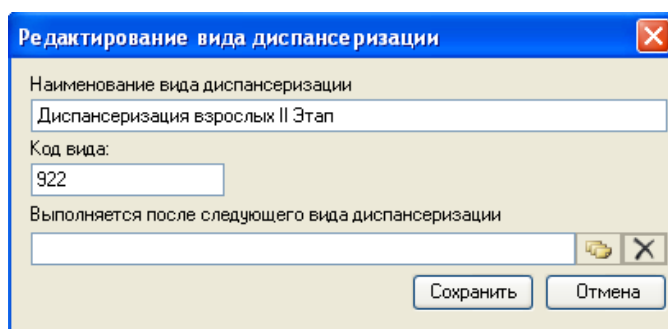 Редактирование вида диспансеризации
Наименование вида диспансеризации
Диспансеризация взрослых II Этап
Код вида:
922
Выполняется после следующего вида диспансеризации
Сохранить Отмена